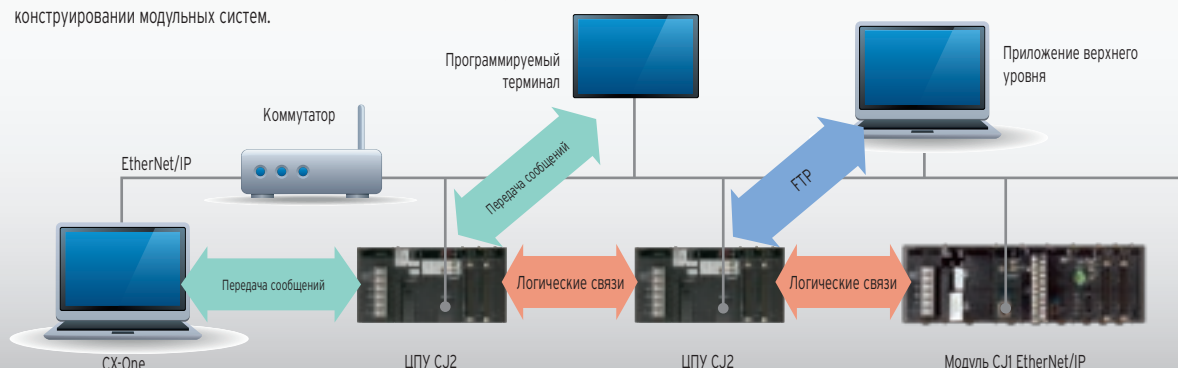 конструировании модульных систем.
Программируемый
терминал
Приложение верхнего
уровня
Коммутатор
EtherNet/IP
Передача сообщений
FTP
Передача сообщений
Логические связи
Логические связи
CX-One
ЦПУ CJ2
ЦПУ CJ2
Модуль CJ1 EtherNet/IP